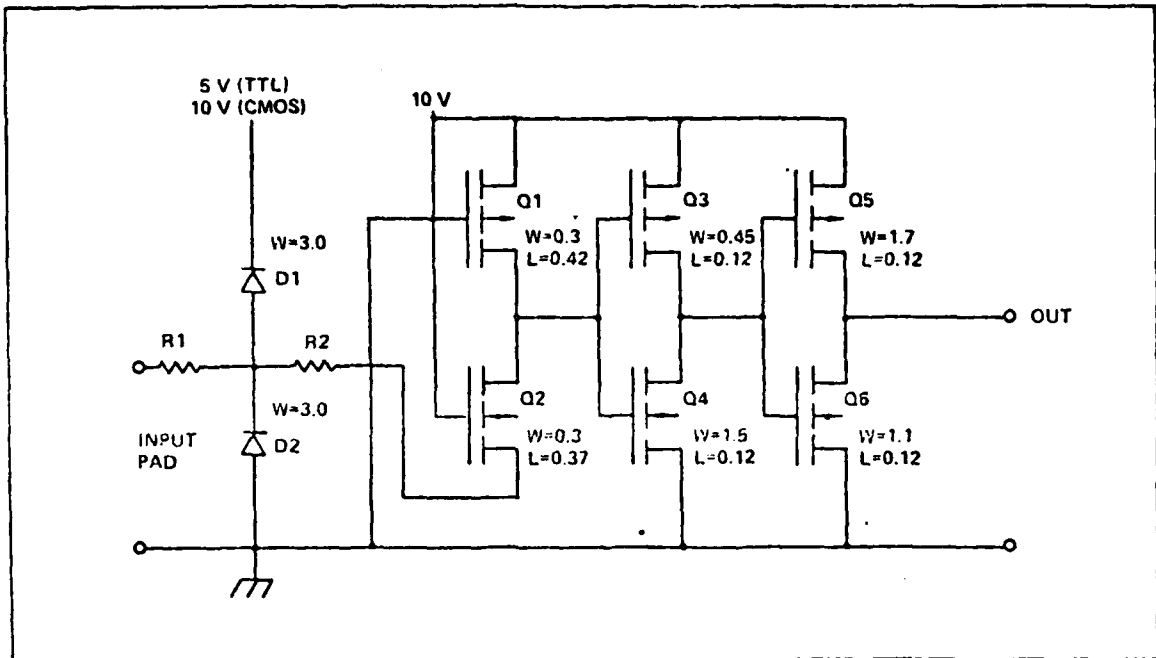 5 V (TTL)
10 V (CMOS)
10 V
Q1
Q3
Q5
W=3.0
W=0.3
L=0.42
W=0.45
L=0.12
W=1.7
L=0.12
D1
OUT
R1
R2
W=3.0
Q2
Q4
Q6
INPUT
PAD
D2
W=0.3
L=0.37
W=1.5
L=0.12
W=1.1
L=0.12